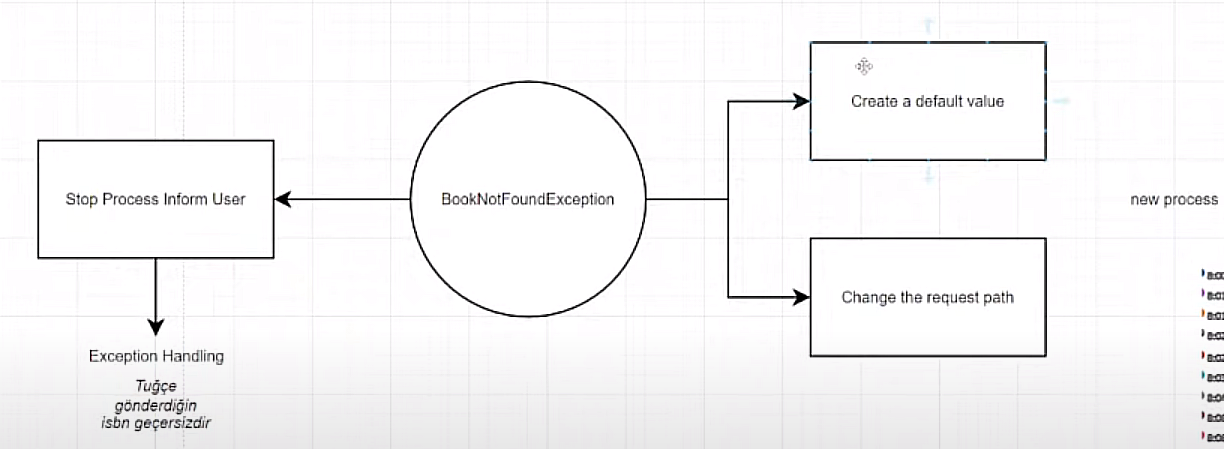 Create a default value
Stop Process Inform User
BookNotFoundException
new process
Change the request path
Exception Handling
Tuğçe
gönderdiğin
isbn geçersizdir